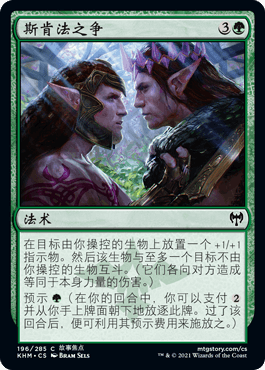 斯肯法之争 3
法术
在目标由你操控的生物上放置一个 +1/+1
指示物。然后该生物与至多一个目标不由
你操控的生物互斗。（它们各向对方造成
等同于本身力量的伤害。）
预示 （在你的回合中，你可以支付 2
并从你手上牌面朝下地放逐此牌。过了该
回合后，便可利用其预示费用来施放之。）
196/285 C 故事焦点
KHM • CS BRAM SELS
mtgstory.com/cs
™ & © 2021 Wizards of the Coast